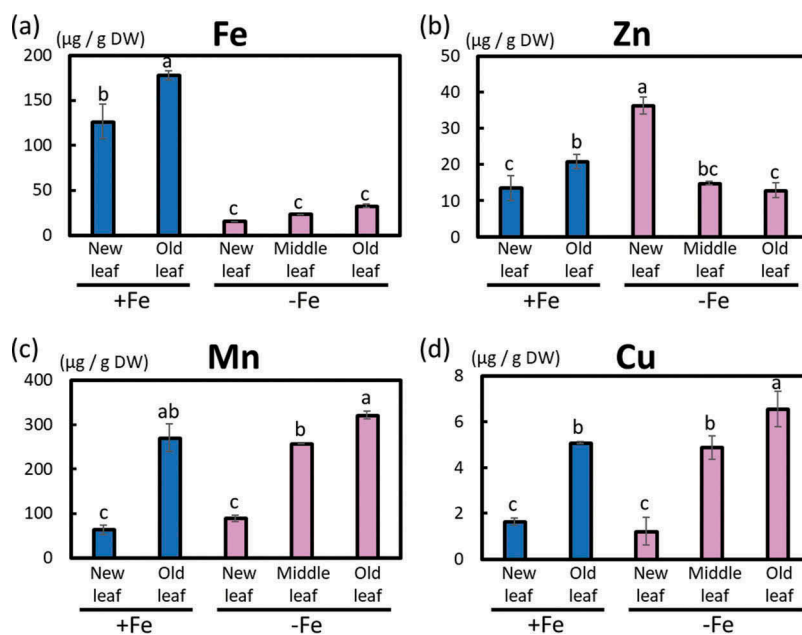 (a) (μg / g DW) Fe
200
150
100
50
0
b a c c c
New leaf Old leaf New leaf Middle leaf Old leaf
+Fe -Fe
(b) (μg / g DW) Zn
50
40
30
20
10
0
c b a bc c
New leaf Old leaf New leaf Middle leaf Old leaf
+Fe -Fe
(c) (μg / g DW) Mn
400
300
200
100
0
c ab c b a
New leaf Old leaf New leaf Middle leaf Old leaf
+Fe -Fe
(d) (μg / g DW) Cu
8
6
4
2
0
c b c b a
New leaf Old leaf New leaf Middle leaf Old leaf
+Fe -Fe